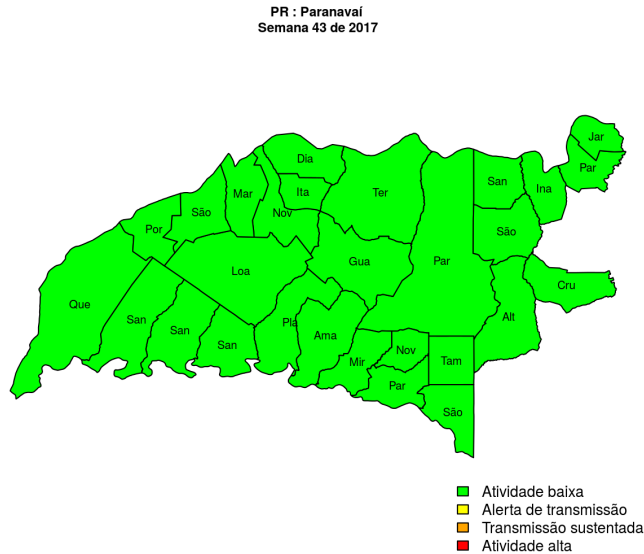 PR : Paranavaí
Semana 43 de 2017
Jar
Par
Dia
San
Ina
Ter
Ita
Mar
Nov
São
Por
São
Par
Gua
Loa
Cru
Que
Alt
San
Pla
San
Ama
San
Nov
Mir
Tam
Par
São
Atividade baixa
Alerta de transmissão
Transmissão sustentada
Atividade alta